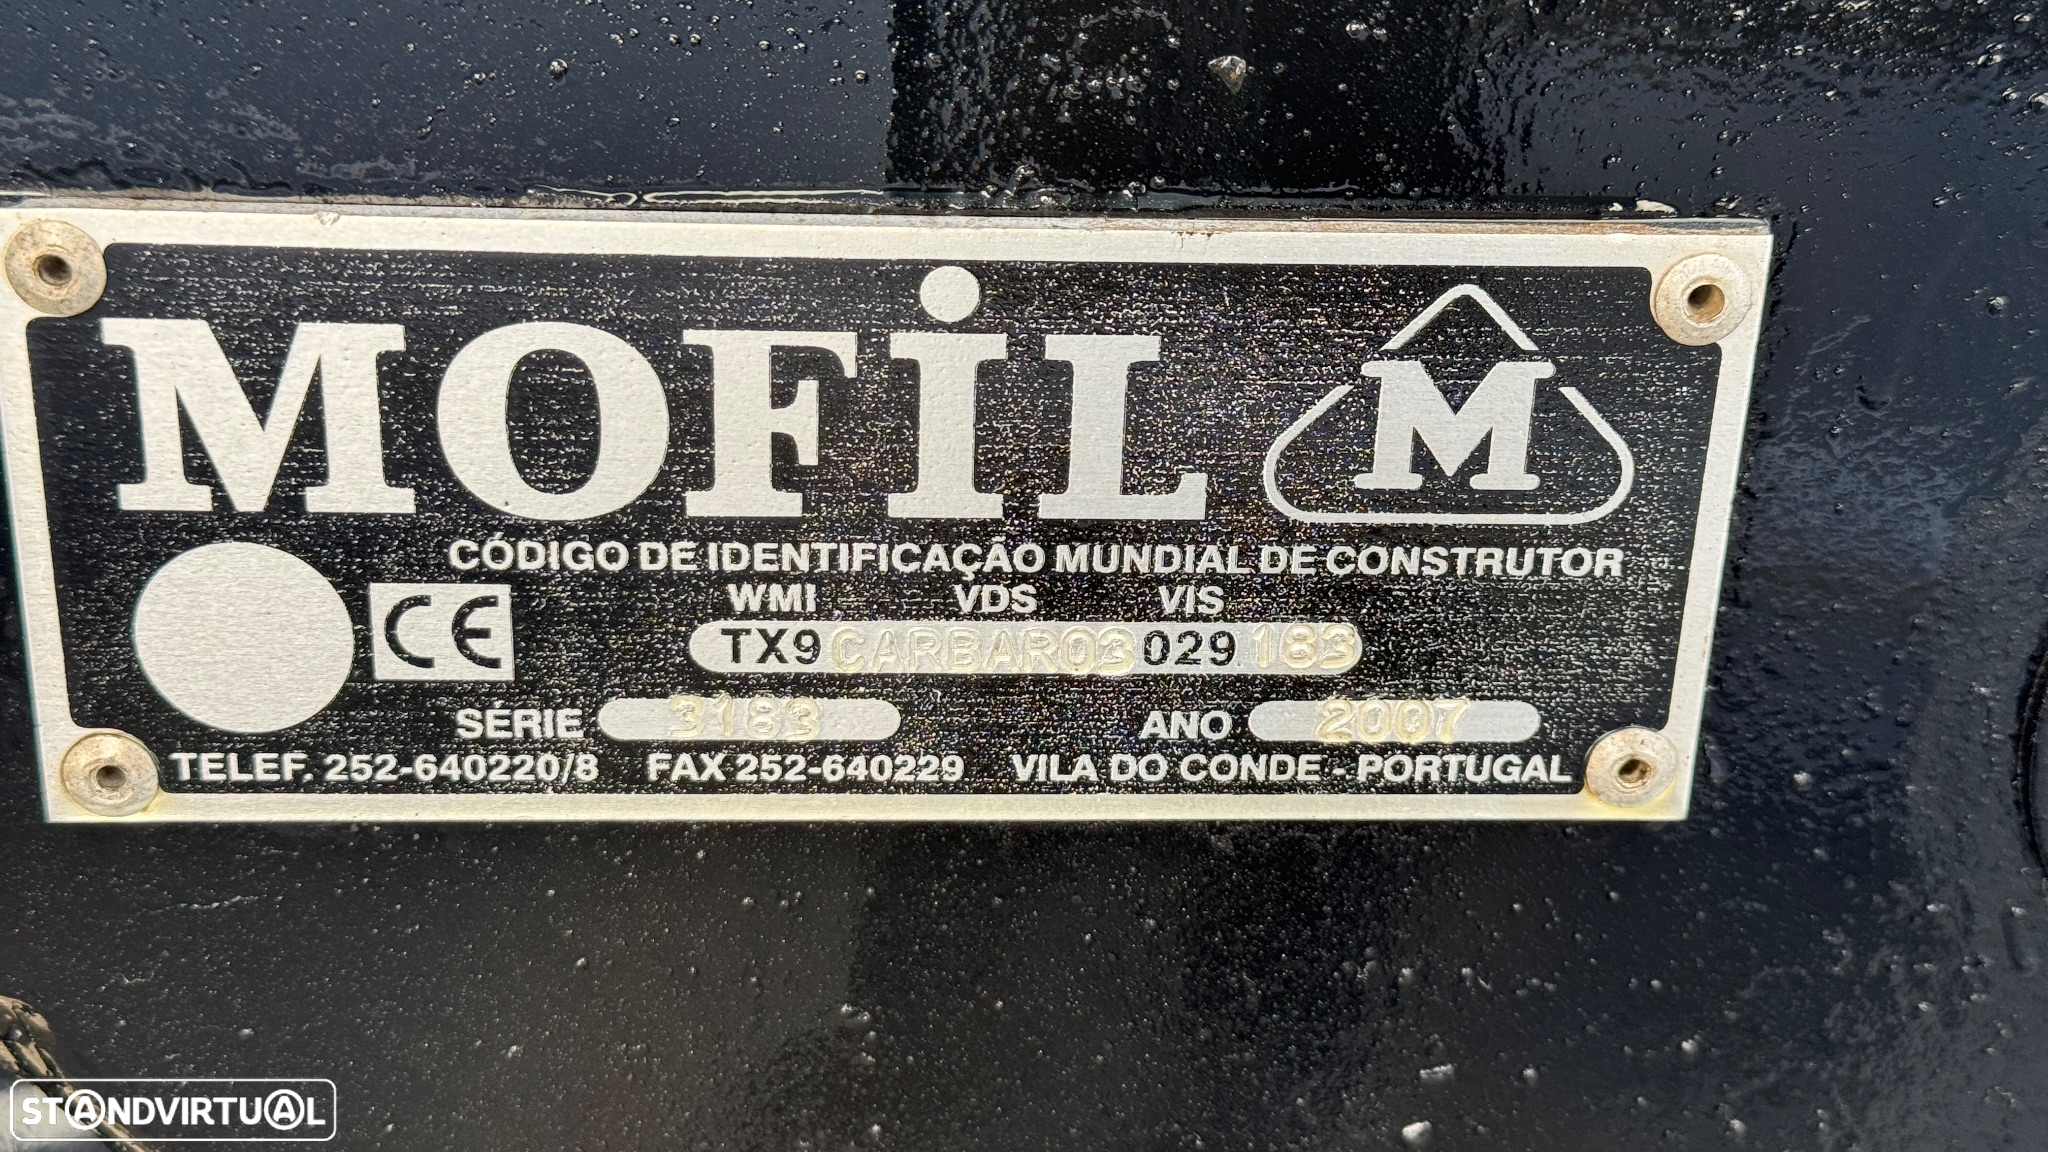 MOFiL M
CÓDIGO DE IDENTIFICAÇÃO MUNDIAL DE CONSTRUTOR
WMI VDS VIS
CE TX9 CARBAR03 029 183
SÉRIE 3183 ANO 2007
TELEF. 252-640220/8 FAX 252-640229 VILA DO CONDE - PORTUGAL
STANDVIRTUAL